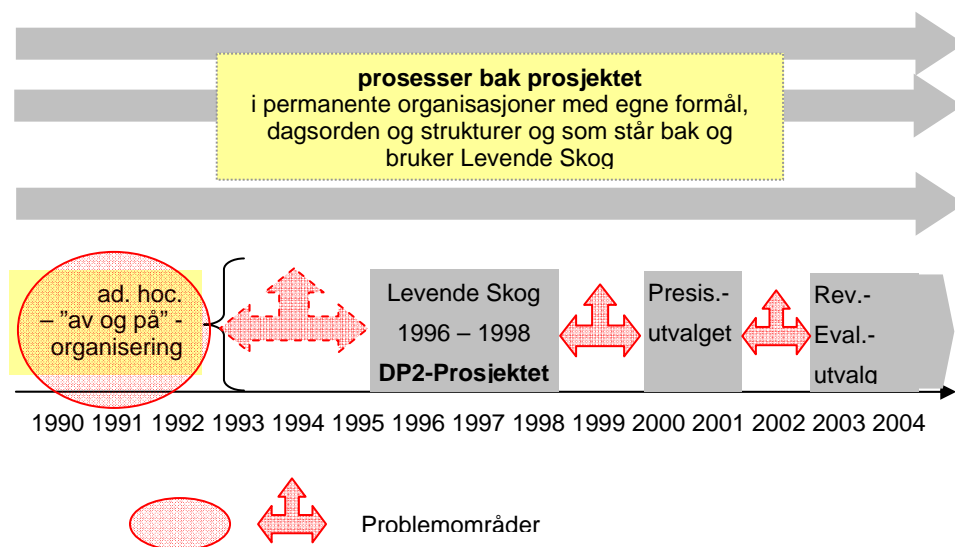 prosesser bak prosjektet
i permanente organisasjoner med egne formål,
dagsorden og strukturer og som står bak og
bruker Levende Skog
ad. hoc.
– ”av og på” -
organisering
Levende Skog
1996 – 1998
DP2-Prosjektet
Presis.-
utvalget
Rev.-
Eval.-
utvalg
1990 1991 1992 1993 1994 1995 1996 1997 1998 1999 2000 2001 2002 2003 2004
Problemområder